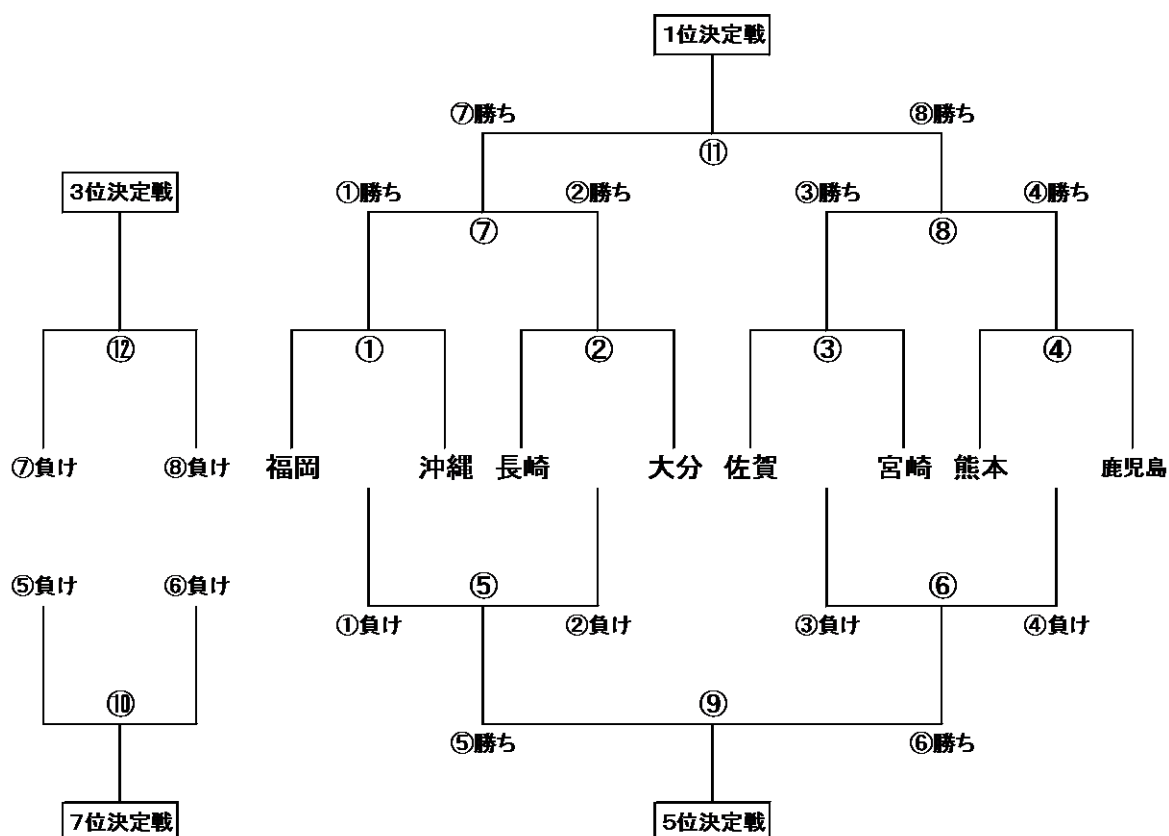 1位決定戦
⑦勝ち
⑧勝ち
⑪
3位決定戦
①勝ち
②勝ち
③勝ち
④勝ち
⑦
⑧
⑫
①
②
③
④
⑦負け
⑧負け
福岡
沖縄
長崎
大分
佐賀
宮崎
熊本
鹿児島
⑤負け
⑥負け
⑤
⑥
①負け
②負け
③負け
④負け
⑩
⑨
⑤勝ち
⑥勝ち
7位決定戦
5位決定戦